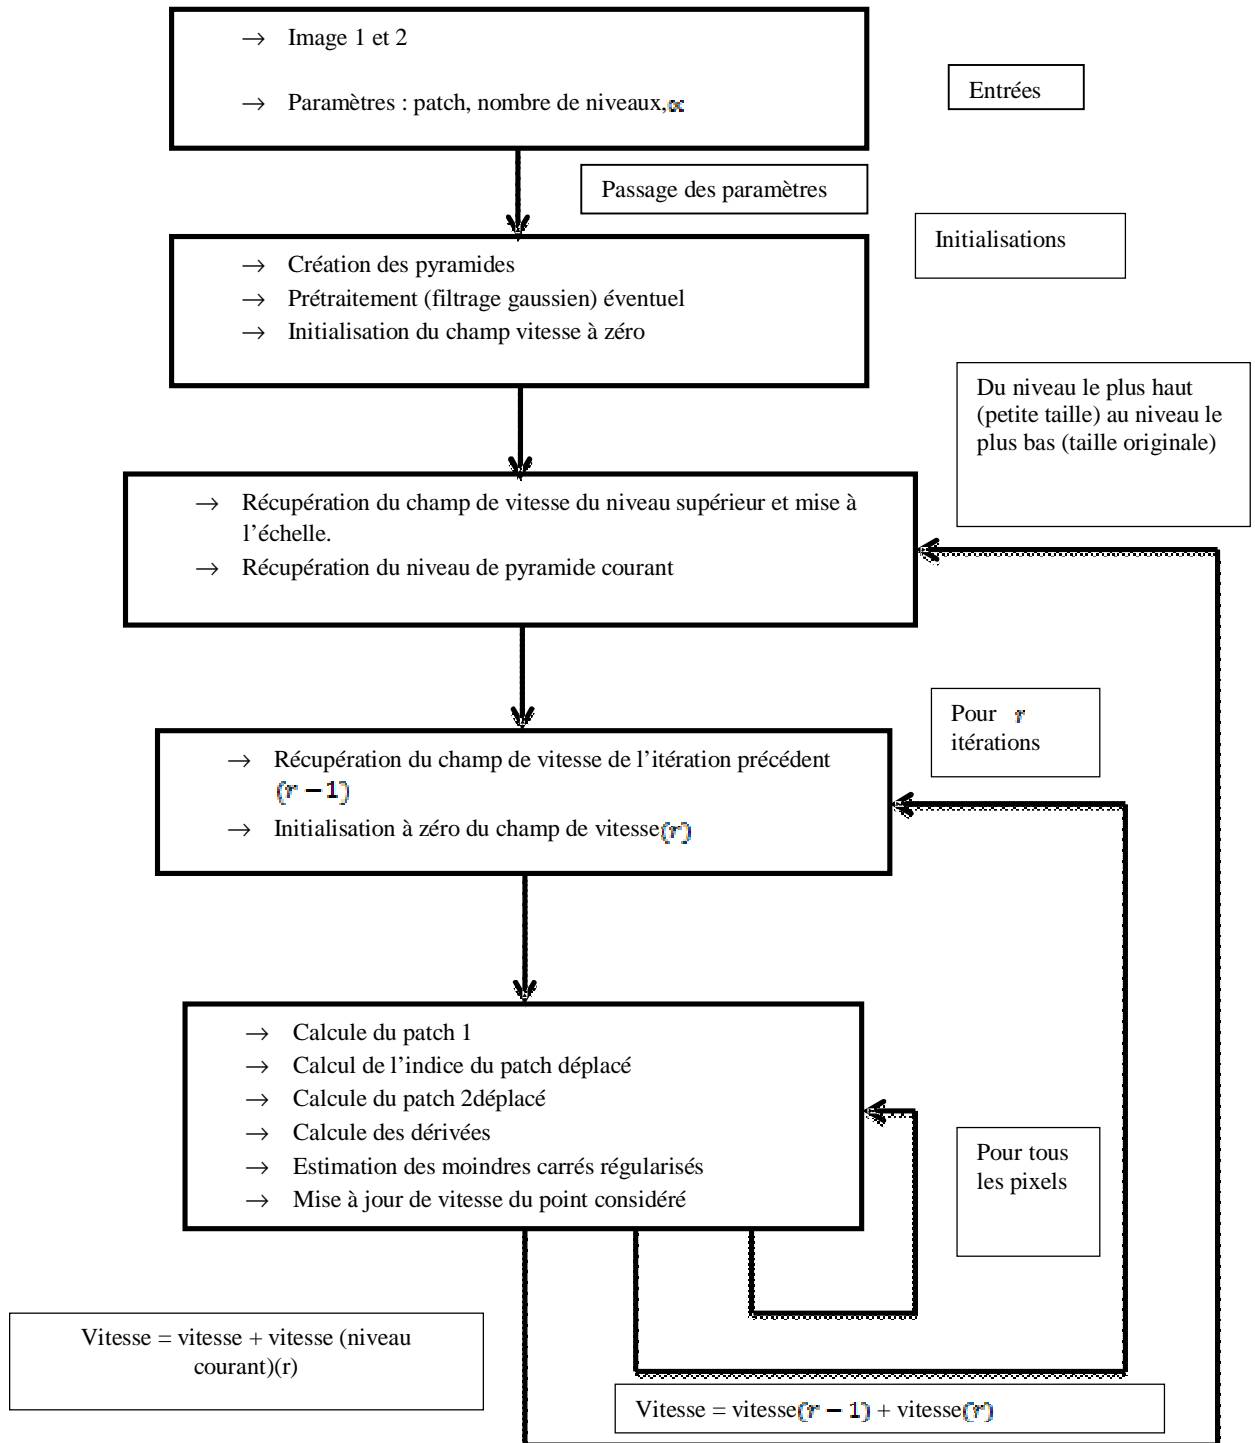 → Image 1 et 2
→ Paramètres : patch, nombre de niveaux,∝
Entrées
Passage des paramètres
Initialisations
→ Création des pyramides
→ Prétraitement (filtrage gaussien) éventuel
→ Initialisation du champ vitesse à zéro
Du niveau le plus haut
(petite taille) au niveau le
plus bas (taille originale)
→ Récupération du champ de vitesse du niveau supérieur et mise à
l’échelle.
→ Récupération du niveau de pyramide courant
Pour r
itérations
→ Récupération du champ de vitesse de l’itération précédent
(r − 1)
→ Initialisation à zéro du champ de vitesse(r)
→ Calcule du patch 1
→ Calcul de l’indice du patch déplacé
→ Calcule du patch 2déplacé
→ Calcule des dérivées
→ Estimation des moindres carrés régularisés
→ Mise à jour de vitesse du point considéré
Pour tous
les pixels
Vitesse = vitesse + vitesse (niveau
courant)(r)
Vitesse = vitesse(r − 1) + vitesse(r)